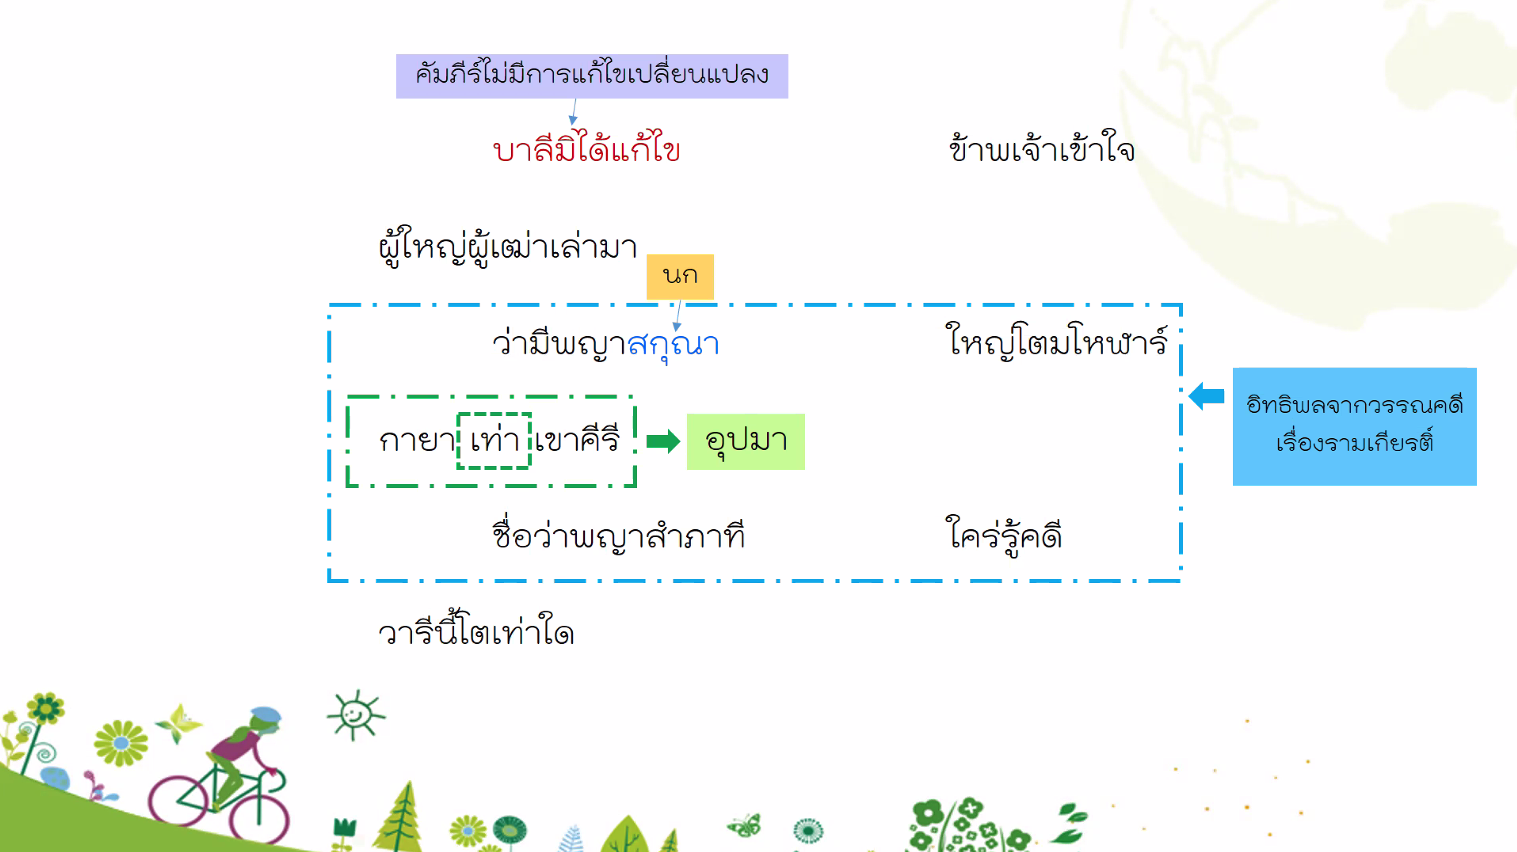 คัมภีร์ไม่มีการแก้ไขเปลี่ยนแปลง
บาลีมิได้แก้ไข ข้าพเจ้าเข้าใจ
ผู้ใหญ่ผู้เฒ่าเล่ามา
นก
ว่ามีพญาสกุณา ใหญ่โตมโหฬาร์
กายา เท่า เขาคีรี อุปมา
อิทธิพลจากวรรณคดี
เรื่องรามเกียรติ์
ชื่อว่าพญาสำภาที ใคร่รู้คดี
วารีนี้โตเท่าใด